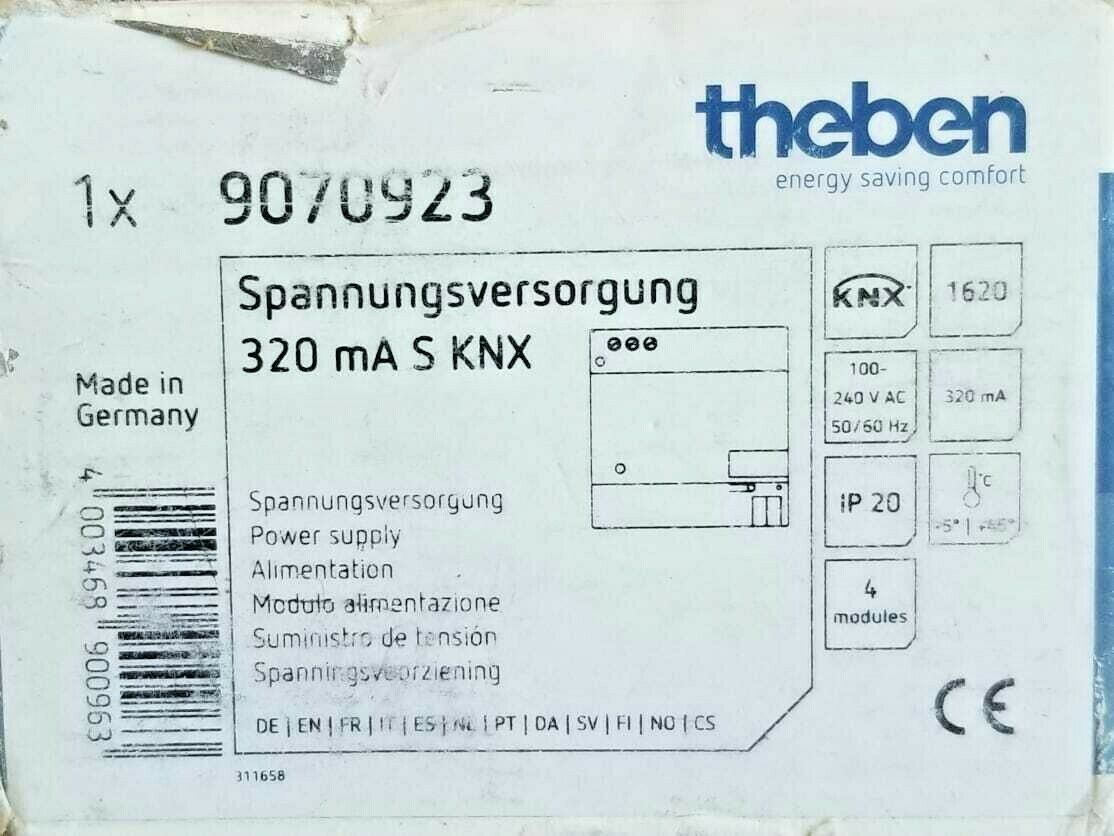 theben
energy saving comfort
1x 9070923
Spannungsversorgung
320 mA S KNX
Made in
Germany
Spannungsversorgung
Power supply
Alimentation
Modulo alimentazione
Suministro de tensión
Spanningsvoorziening
DE | EN | FR | IT | ES | NL | PT | DA | SV | FI | NO | CS
311658
4 003468 900963
KNX
1620
100-
240 V AC
50/60 Hz
320 mA
IP 20
°C
-5° | +45°
4
modules
CE